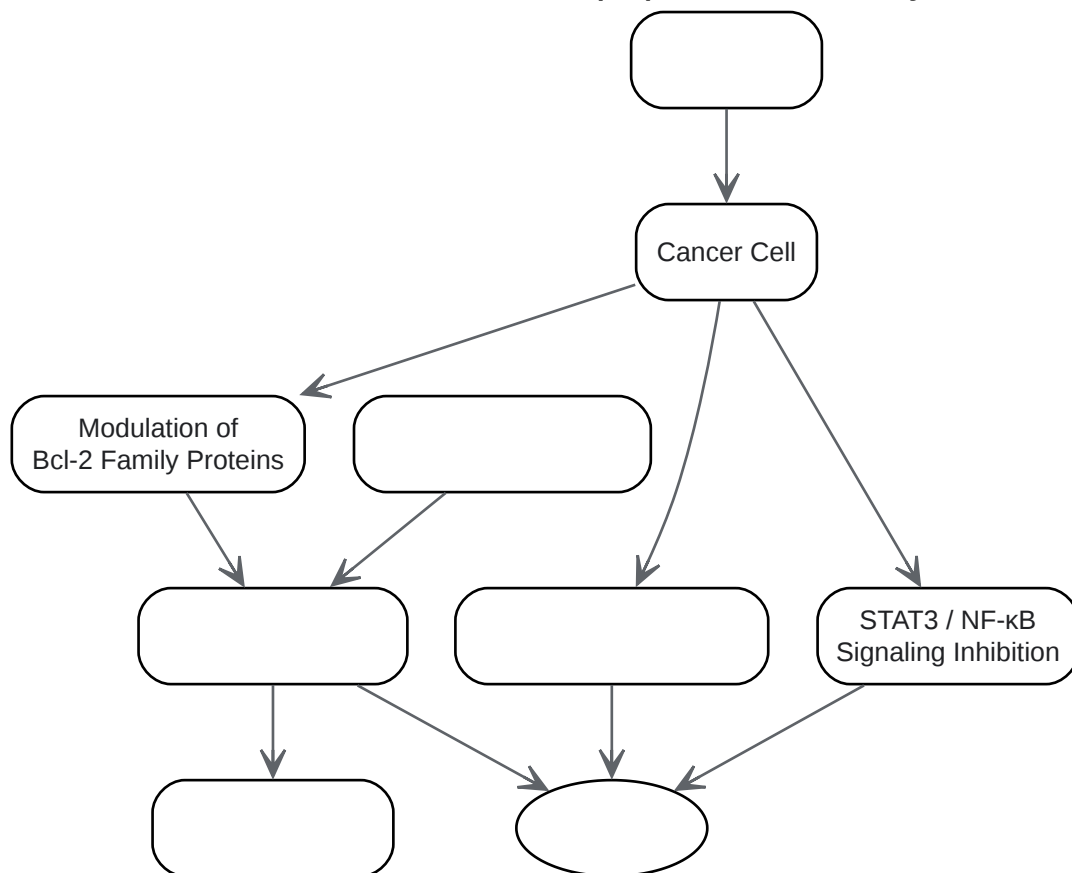 Cancer Cell
Modulation of
Bcl-2 Family Proteins
STAT3 / NF-κB
Signaling Inhibition